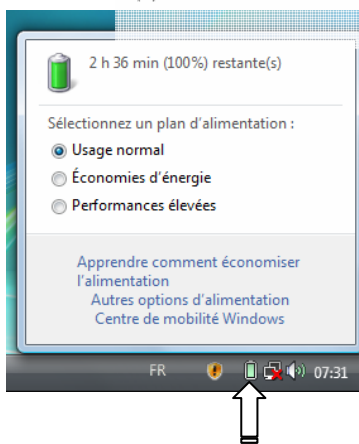 2 h 36 min (100%) restante(s)
Sélectionnez un plan d'alimentation :
Usage normal
Économies d'énergie
Performances élevées
Apprendre comment économiser
l'alimentation
Autres options d'alimentation
Centre de mobilité Windows
FR
07:31